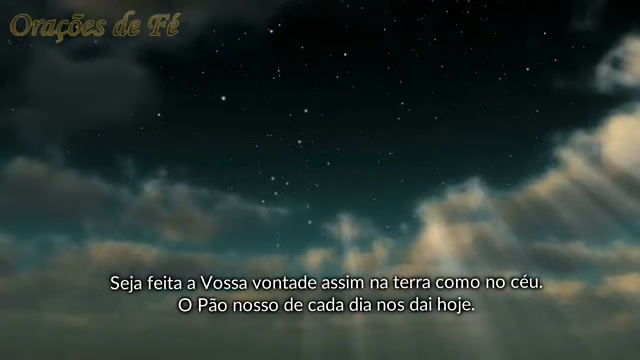 Orações de Fé
Seja feita a Vossa vontade assim na terra como no céu.
O Pão nosso de cada dia nos dai hoje.